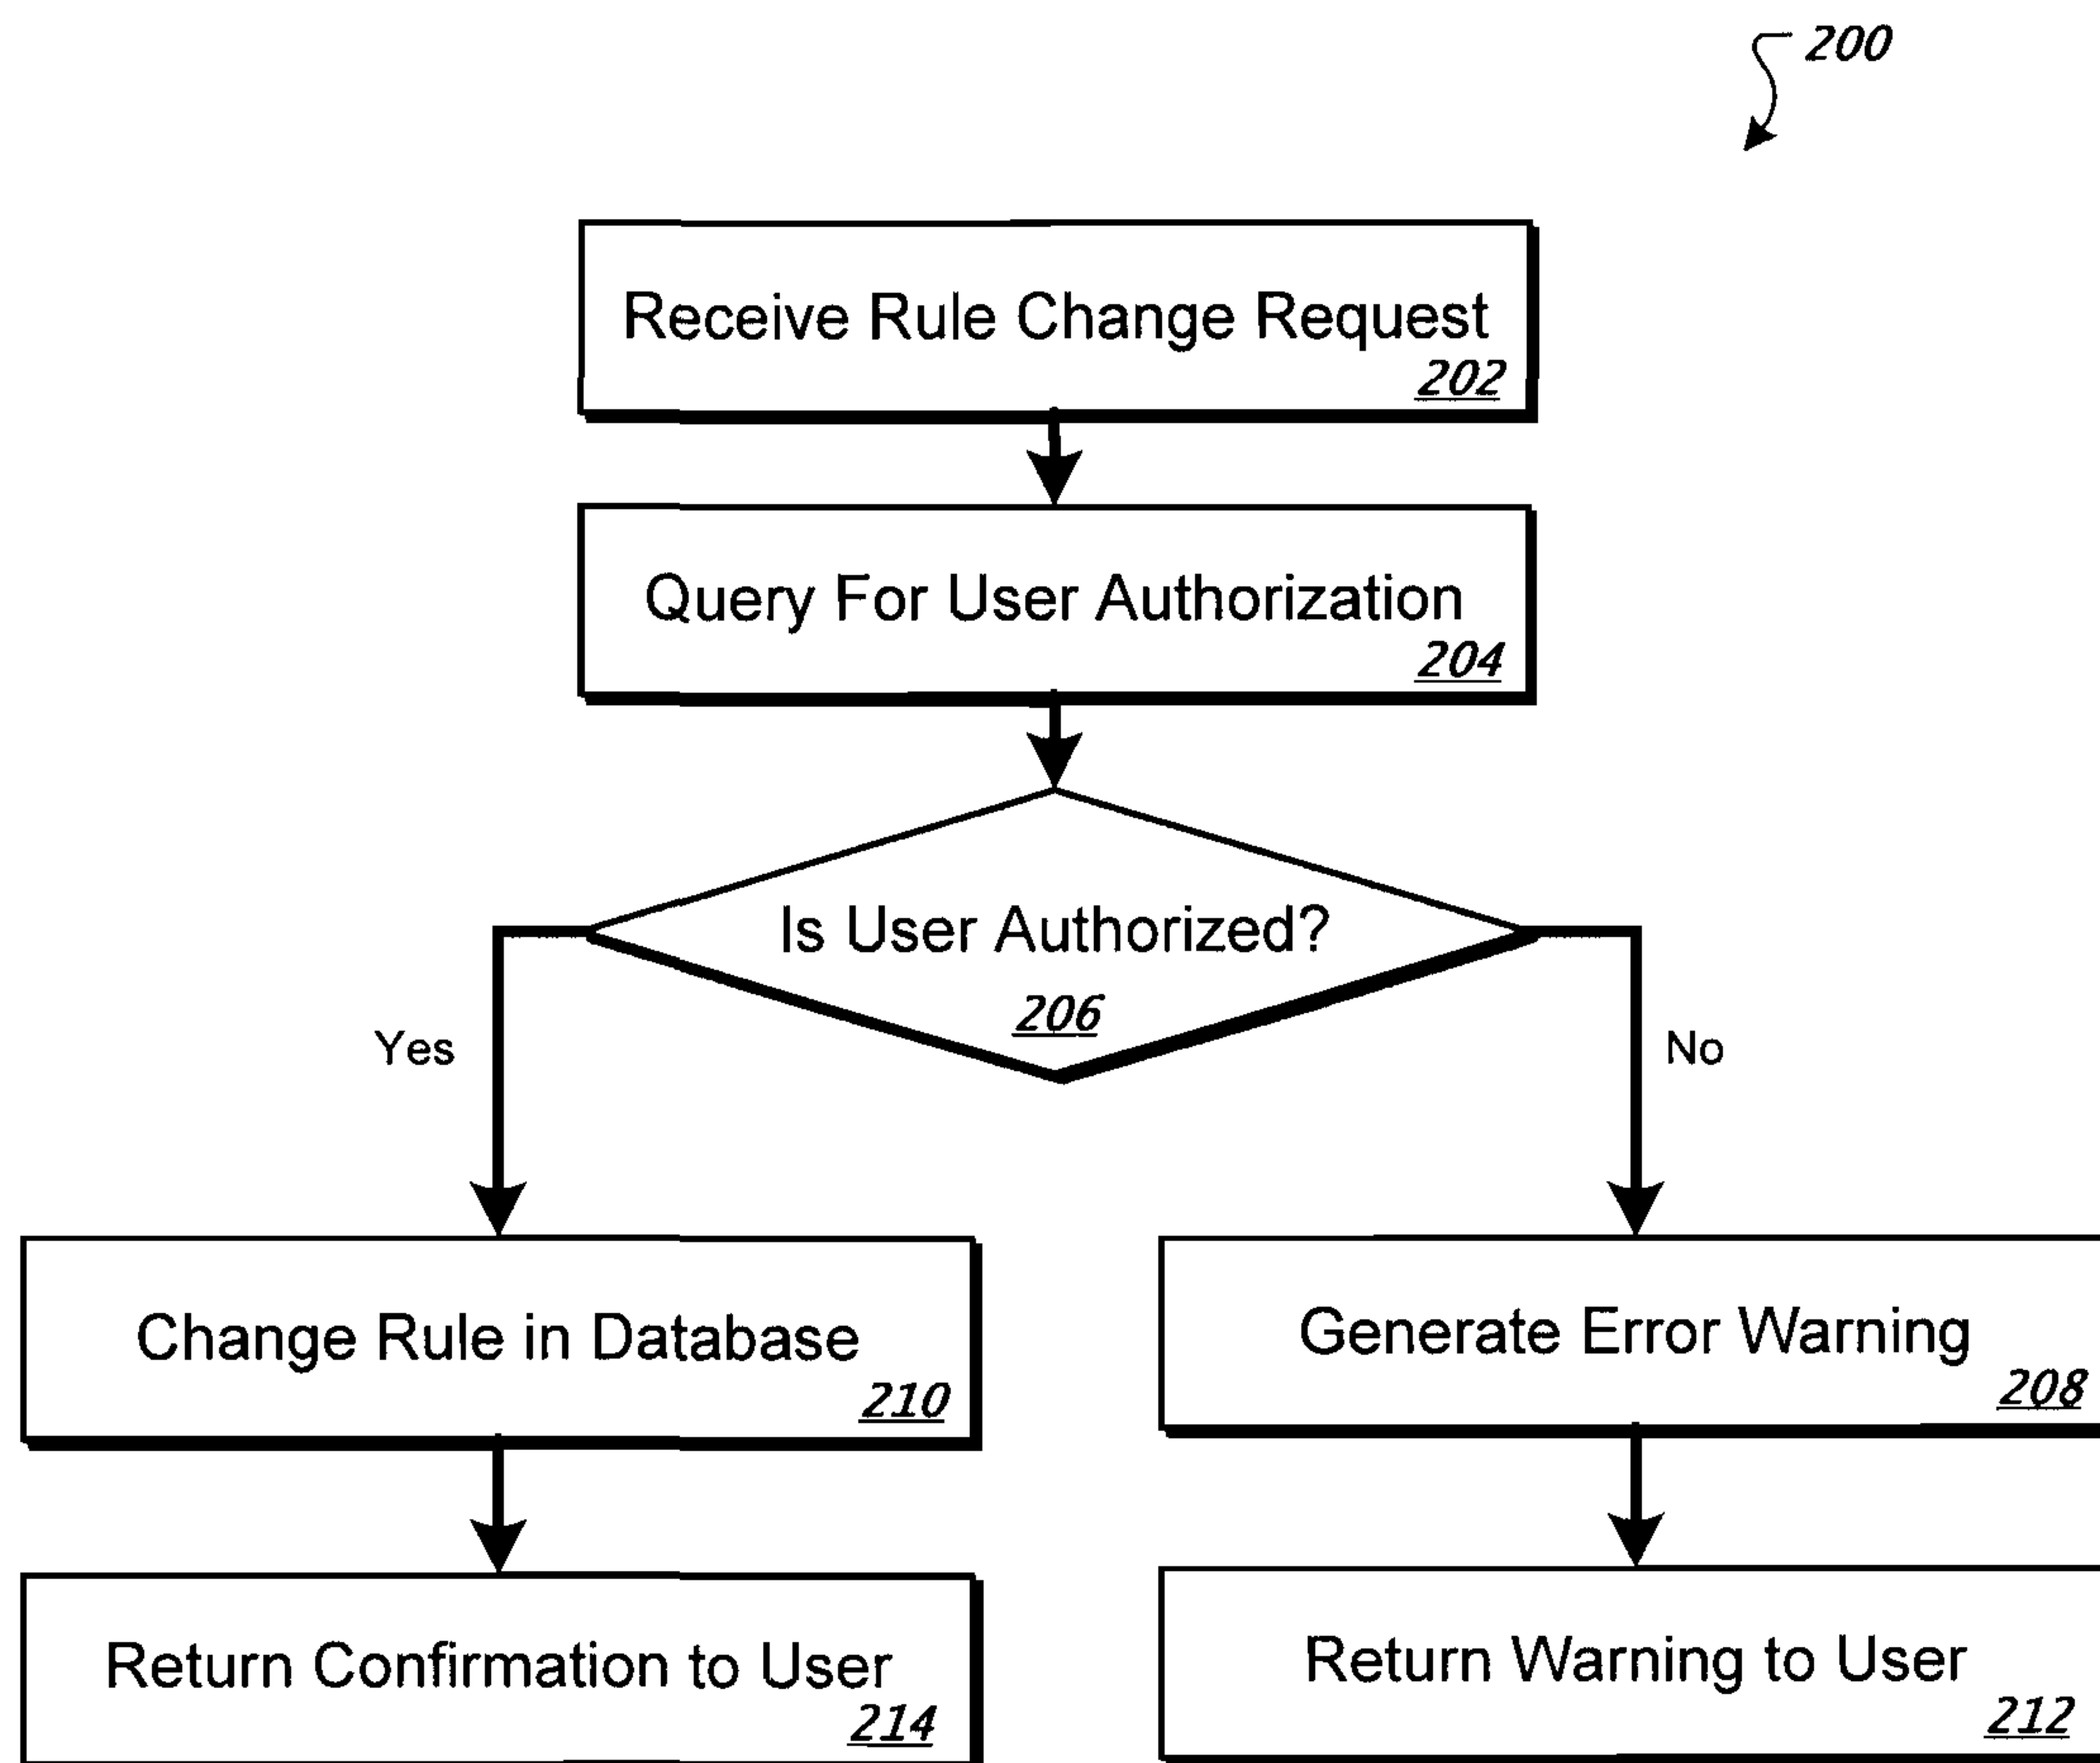 200
Receive Rule Change Request
202
Query For User Authorization
204
Is User Authorized?
206
Yes
No
Change Rule in Database
210
Generate Error Warning
208
Return Confirmation to User
214
Return Warning to User
212